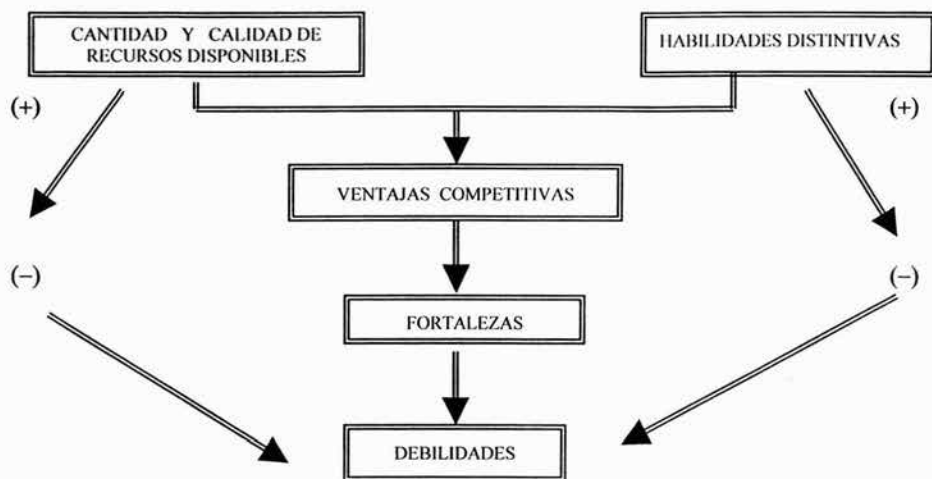 CANTIDAD Y CALIDAD DE
RECURSOS DISPONIBLES
HABILIDADES DISTINTIVAS
(+)
(+)
VENTAJAS COMPETITIVAS
(−)
(−)
FORTALEZAS
DEBILIDADES